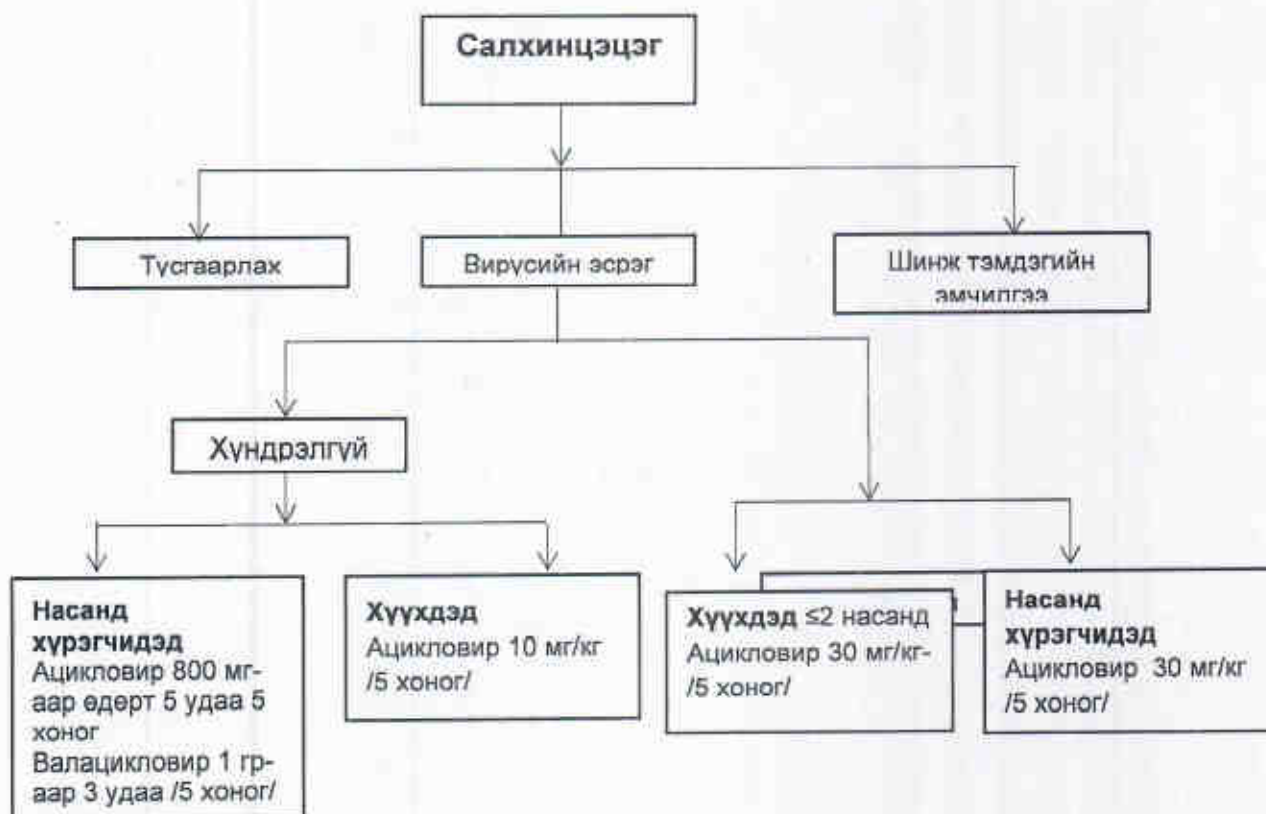 Салхинцэцэг
Тусгаарлах
Вирусийн эсрэг
Шинж тэмдэгийн
эмчилгээ
Хүндрэлгүй
Насанд
хүрэгчидэд
Ацикловир 800 мг-
аар өдөрт 5 удаа 5
хоног
Валацикловир 1 гр-
аар 3 удаа /5 хоног/
Хүүхдэд
Ацикловир 10 мг/кг
/5 хоног/
Хүүхдэд ≤2 насанд
Ацикловир 30 мг/кг-
/5 хоног/
Насанд
хүрэгчидэд
Ацикловир 30 мг/кг
/5 хоног/